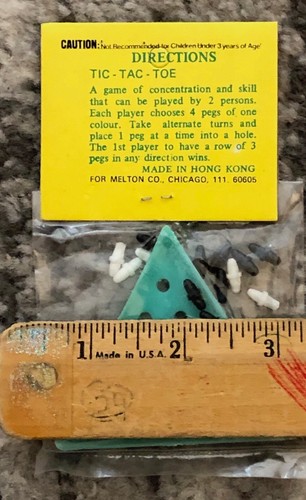 CAUTION: Not Recommended for Children Under 3 years of Age
DIRECTIONS
TIC - TAC - TOE
A game of concentration and skill
that can be played by 2 persons.
Each player chooses 4 pegs of one
colour. Take alternate turns and
place 1 peg at a time into a hole.
The 1st player to have a row of 3
pegs in any direction wins.
MADE IN HONG KONG
FOR MELTON CO., CHICAGO, 111. 60605
1 Made in U.S.A. 2 3